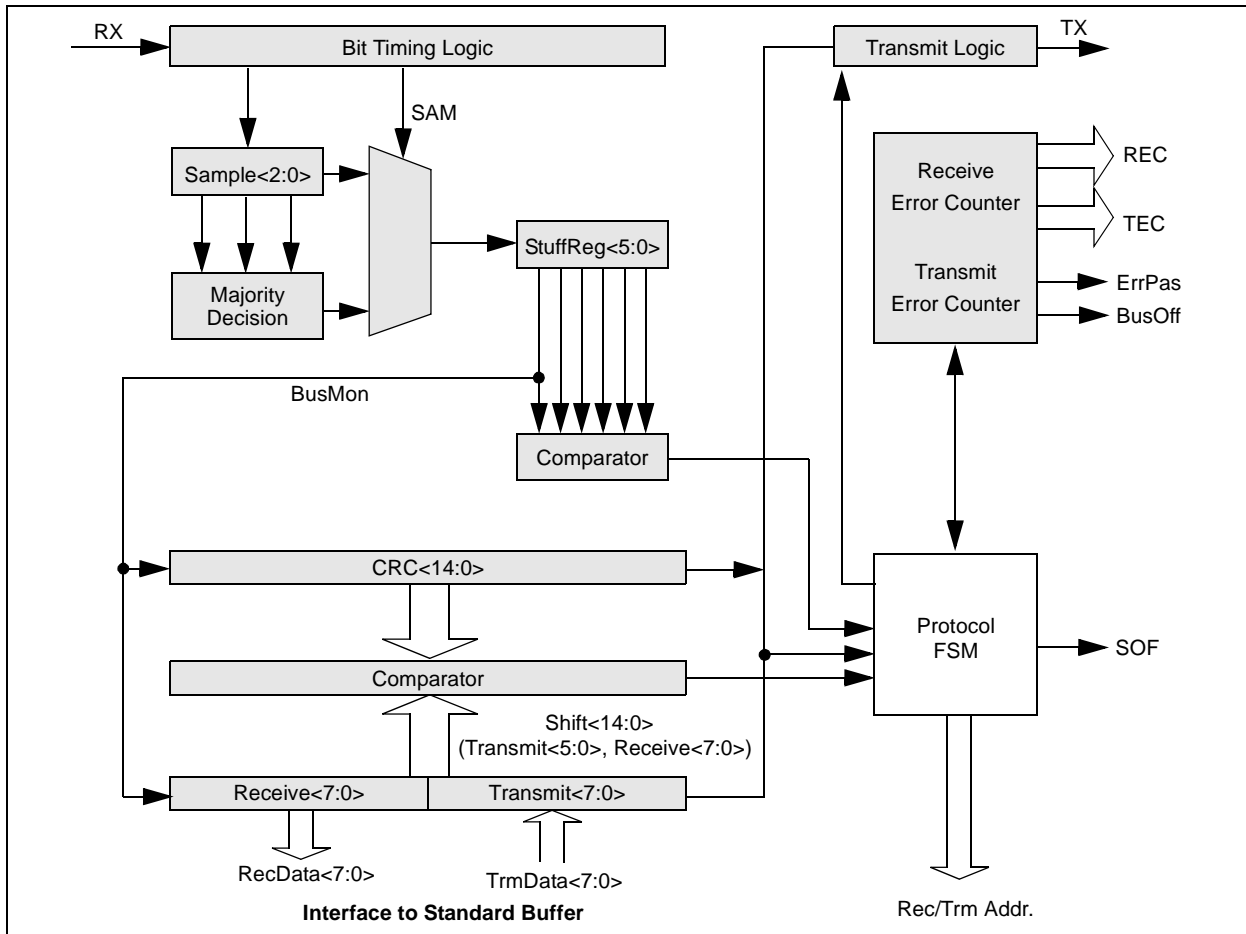 RX
Bit Timing Logic
Transmit Logic
TX
SAM
Sample<2:0>
Receive
Error Counter
REC
StuffReg<5:0>
TEC
Majority
Decision
Transmit
Error Counter
ErrPas
BusOff
BusMon
Comparator
CRC<14:0>
Protocol
FSM
SOF
Comparator
Shift<14:0>
(Transmit<5:0>, Receive<7:0>)
Receive<7:0>
Transmit<7:0>
RecData<7:0>
TrmData<7:0>
Interface to Standard Buffer
Rec/Trm Addr.